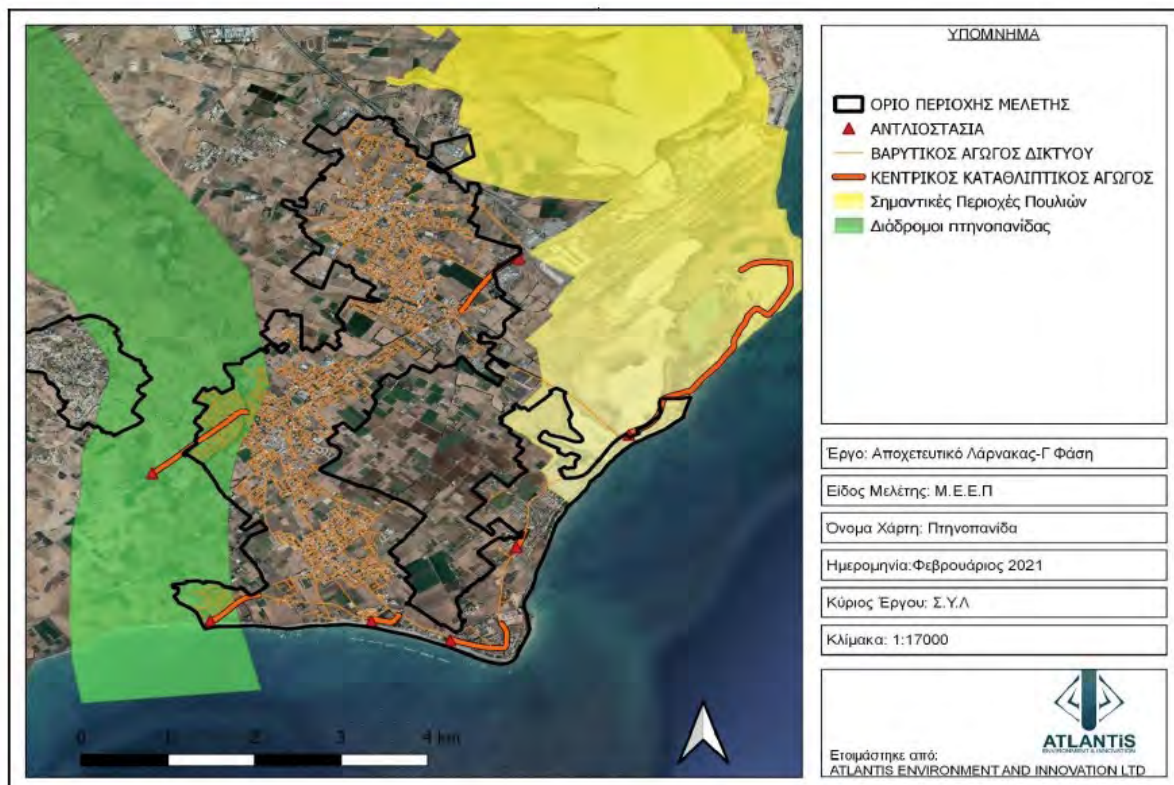 ΥΠΟΜΝΗΜΑ
ΟΡΙΟ ΠΕΡΙΟΧΗΣ ΜΕΛΕΤΗΣ
ΑΝΤΛΙΟΣΤΑΣΙΑ
ΒΑΡΥΤΙΚΟΣ ΑΓΩΓΟΣ ΔΙΚΤΥΟΥ
ΚΕΝΤΡΙΚΟΣ ΚΑΤΑΘΛΙΠΤΙΚΟΣ ΑΓΩΓΟΣ
Σημαντικές Περιοχές Πουλιών
Διάδρομοι πτηνοπανίδας
Έργο: Αποχετευτικό Λάρνακας-Γ Φάση
Είδος Μελέτης: Μ.Ε.Ε.Π
Όνομα Χάρτη: Πτηνοπανίδα
Ημερομηνία:Φεβρουάριος 2021
Κύριος Έργου: Σ.Υ.Λ
Κλίμακα: 1:17000
ATLANTiS
ENVIRONMENT & INNOVATION
Ετοιμάστηκε από:
ATLANTIS ENVIRONMENT AND INNOVATION LTD
0 1 2 3 4 km